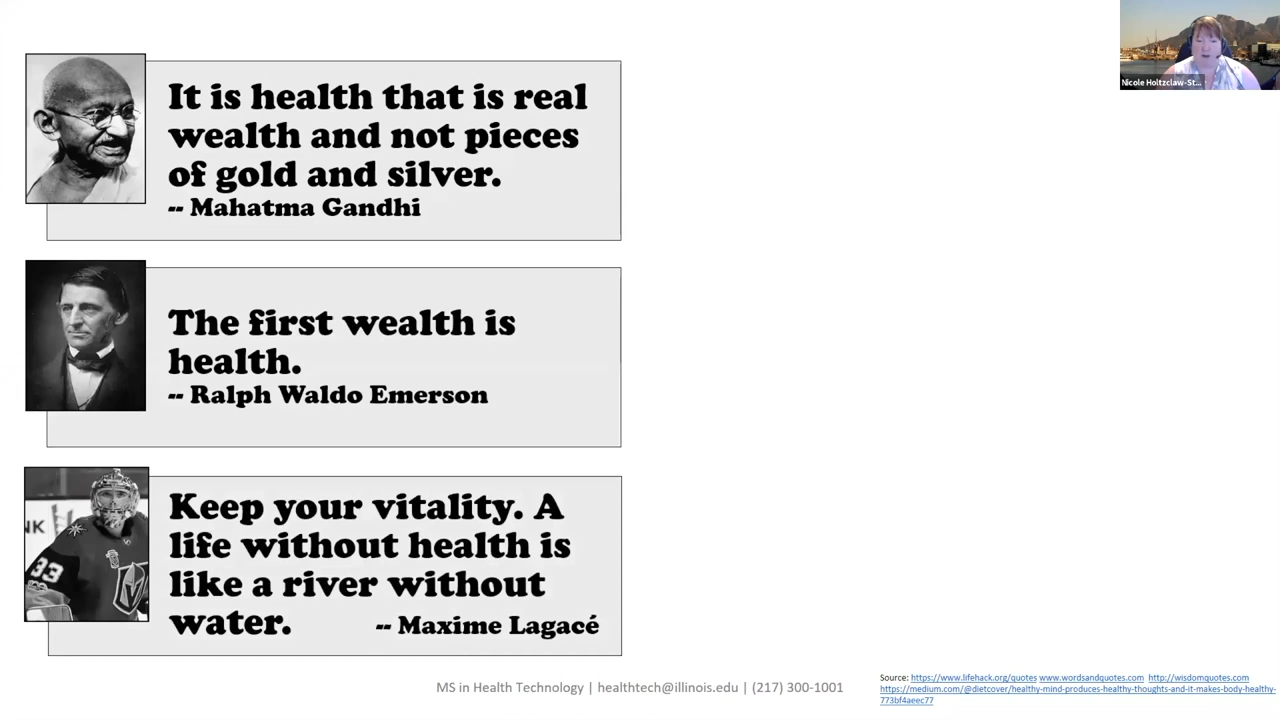 It is health that is real
wealth and not pieces
of gold and silver.
-- Mahatma Gandhi
The first wealth is
health.
-- Ralph Waldo Emerson
NK
33
Keep your vitality. A
life without health is
like a river without
water. -- Maxime Lagacé
Nicole Holtzclaw-St...
MS in Health Technology | healthtech@illinois.edu | (217) 300-1001
Source: https://www.lifehack.org/quotes www.wordsandquotes.com http://wisdomquotes.com
https://medium.com/@dietcover/healthy-mind-produces-healthy-thoughts-and-it-makes-body-healthy-
773bf4aeec77